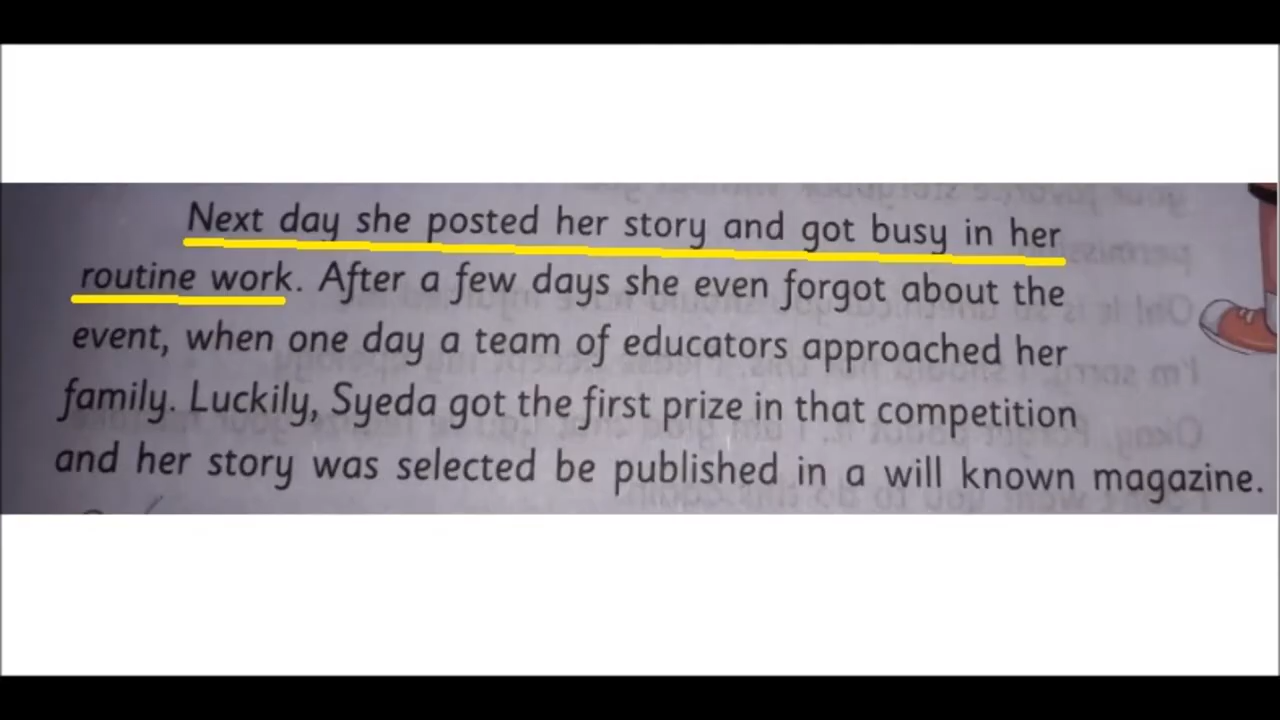 Next day she posted her story and got busy in her
routine work. After a few days she even forgot about the
event, when one day a team of educators approached her
family. Luckily, Syeda got the first prize in that competition
and her story was selected be published in a will known magazine.